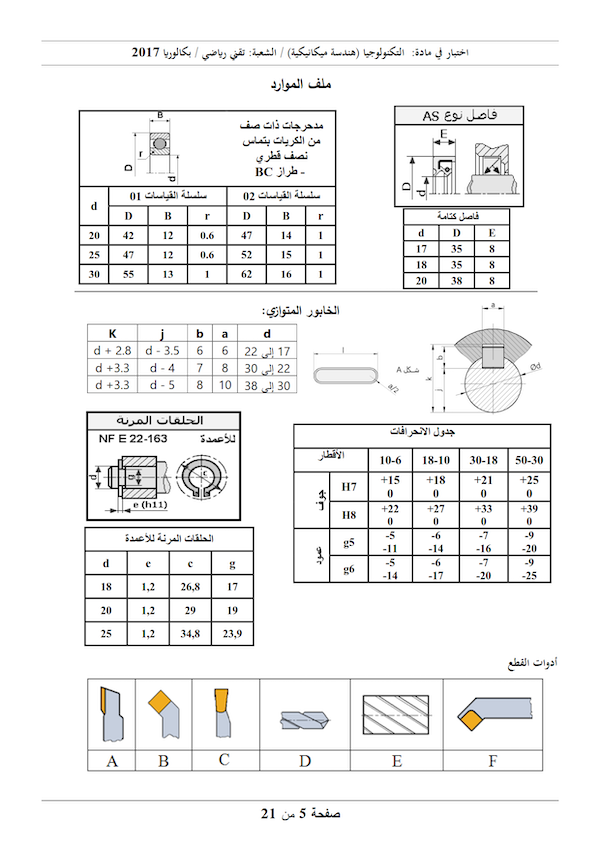 اختبار في مادة: التكنولوجيا (هندسة ميكانيكية) / الشعبة: تقني رياضي / بكالوريا 2017
ملف الموارد
مدحرجات ذات صف
من الكريات بتماس
نصف قطري
- طراز BC
B
r
D
d
d سلسلة القياسات 01 سلسلة القياسات 02
D B r D B r
20 42 12 0.6 47 14 1
25 47 12 0.6 52 15 1
30 55 13 1 62 16 1
فاصل نوع AS
E
D
d
فاصل كتامة
d D E
17 35 8
18 35 8
20 38 8
الخابور المتوازي:
K j b a d
d + 2.8 d - 3.5 6 6 17 إلى 22
d +3.3 d - 4 7 8 22 إلى 30
d +3.3 d - 5 8 10 30 إلى 38
l
شكل A
a/2
a
b
k
j
Ød
الحلقات المرنة
NF E 22-163 للأعمدة
d
g
c
e (h11)
الحلقات المرنة للأعمدة
d e c g
18 1,2 26,8 17
20 1,2 29 19
25 1,2 34,8 23,9
جدول الانحرافات
الأقطار 10-6 18-10 30-18 50-30
جوف
H7 +15 +18 +21 +25
0 0 0 0
H8 +22 +27 +33 +39
0 0 0 0
عمود
g5 -5 -6 -7 -9
-11 -14 -16 -20
g6 -5 -6 -7 -9
-14 -17 -20 -25
أدوات القطع
A B C D E F
صفحة 5 من 21